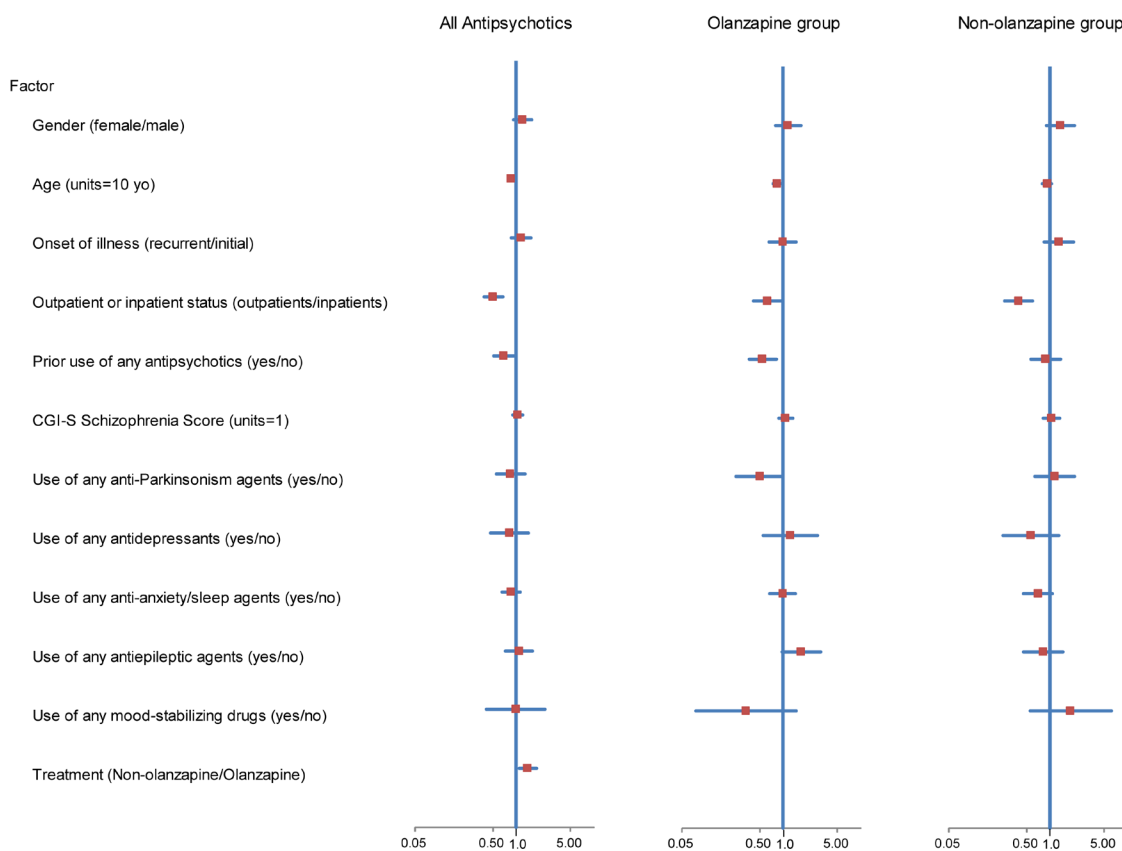 All Antipsychotics Olanzapine group Non-olanzapine group
Factor
Gender (female/male)
Age (units=10 yo)
Onset of illness (recurrent/initial)
Outpatient or inpatient status (outpatients/inpatients)
Prior use of any antipsychotics (yes/no)
CGI-S Schizophrenia Score (units=1)
Use of any anti-Parkinsonism agents (yes/no)
Use of any antidepressants (yes/no)
Use of any anti-anxiety/sleep agents (yes/no)
Use of any antiepileptic agents (yes/no)
Use of any mood-stabilizing drugs (yes/no)
Treatment (Non-olanzapine/Olanzapine)
0.05 0.50 1.0 5.00 0.05 0.50 1.0 5.00 0.05 0.50 1.0 5.00